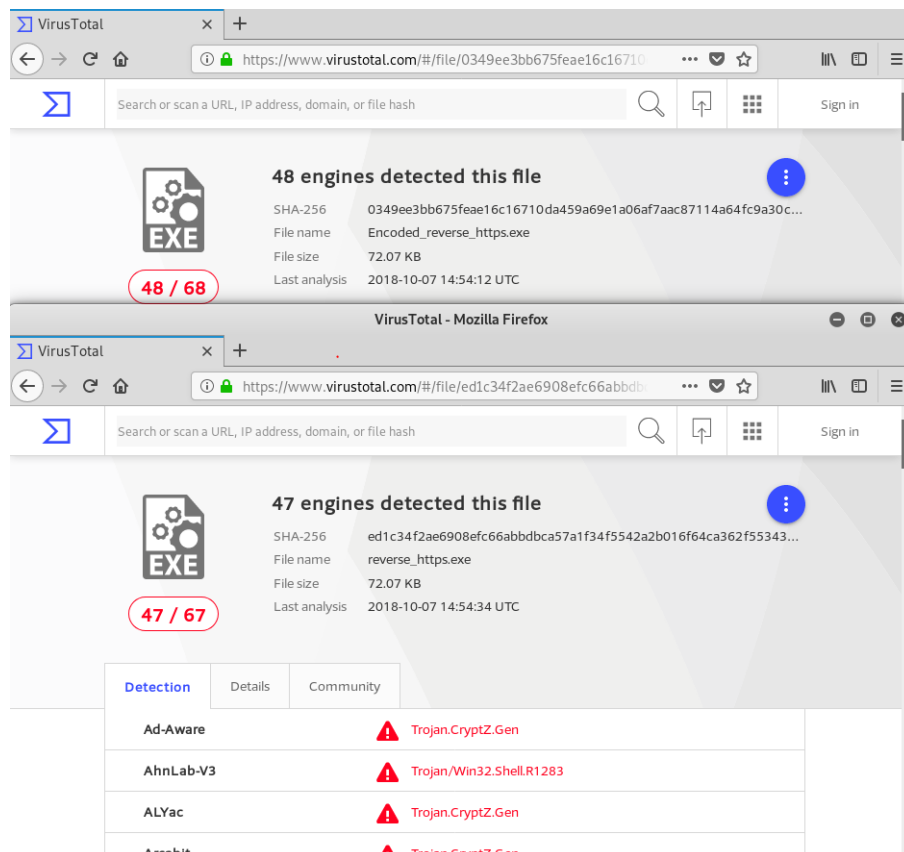 VirusTotal
https://www.virustotal.com/#/file/0349ee3bb675feae16c16710
Search or scan a URL, IP address, domain, or file hash
Sign in
48 engines detected this file
SHA-256 0349ee3bb675feae16c16710da459a69e1a06af7aac87114a64fc9a30c...
File name Encoded_reverse_https.exe
File size 72.07 KB
Last analysis 2018-10-07 14:54:12 UTC
EXE
48 / 68
VirusTotal - Mozilla Firefox
VirusTotal
https://www.virustotal.com/#/file/ed1c34f2ae6908efc66abbdb
Search or scan a URL, IP address, domain, or file hash
Sign in
47 engines detected this file
SHA-256 ed1c34f2ae6908efc66abbdbca57a1f34f5542a2b016f64ca362f55343...
File name reverse_https.exe
File size 72.07 KB
Last analysis 2018-10-07 14:54:34 UTC
EXE
47 / 67
Detection Details Community
Ad-Aware Trojan.CryptZ.Gen
AhnLab-V3 Trojan/Win32.Shell.R1283
ALYac Trojan.CryptZ.Gen